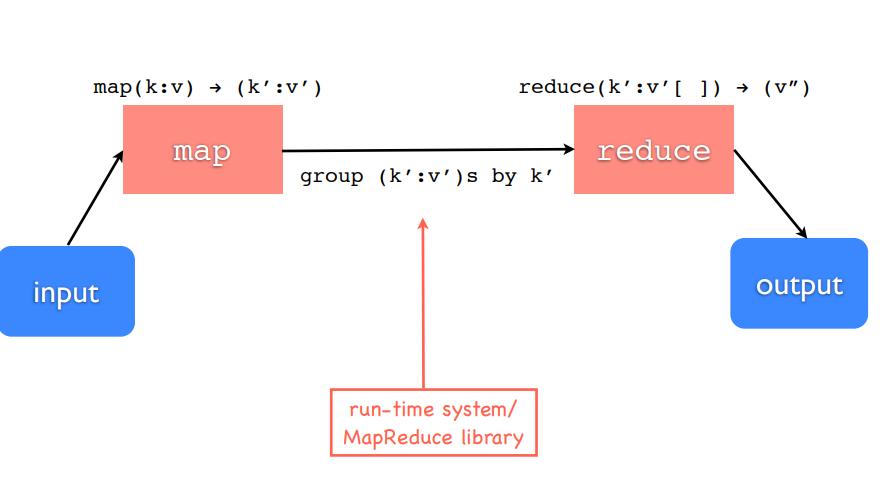 map(k:v) → (k′:v′)
reduce(k′:v′[ ]) → (v″)
map
reduce
group (k′:v′)s by k′
input
output
run-time system/
MapReduce library